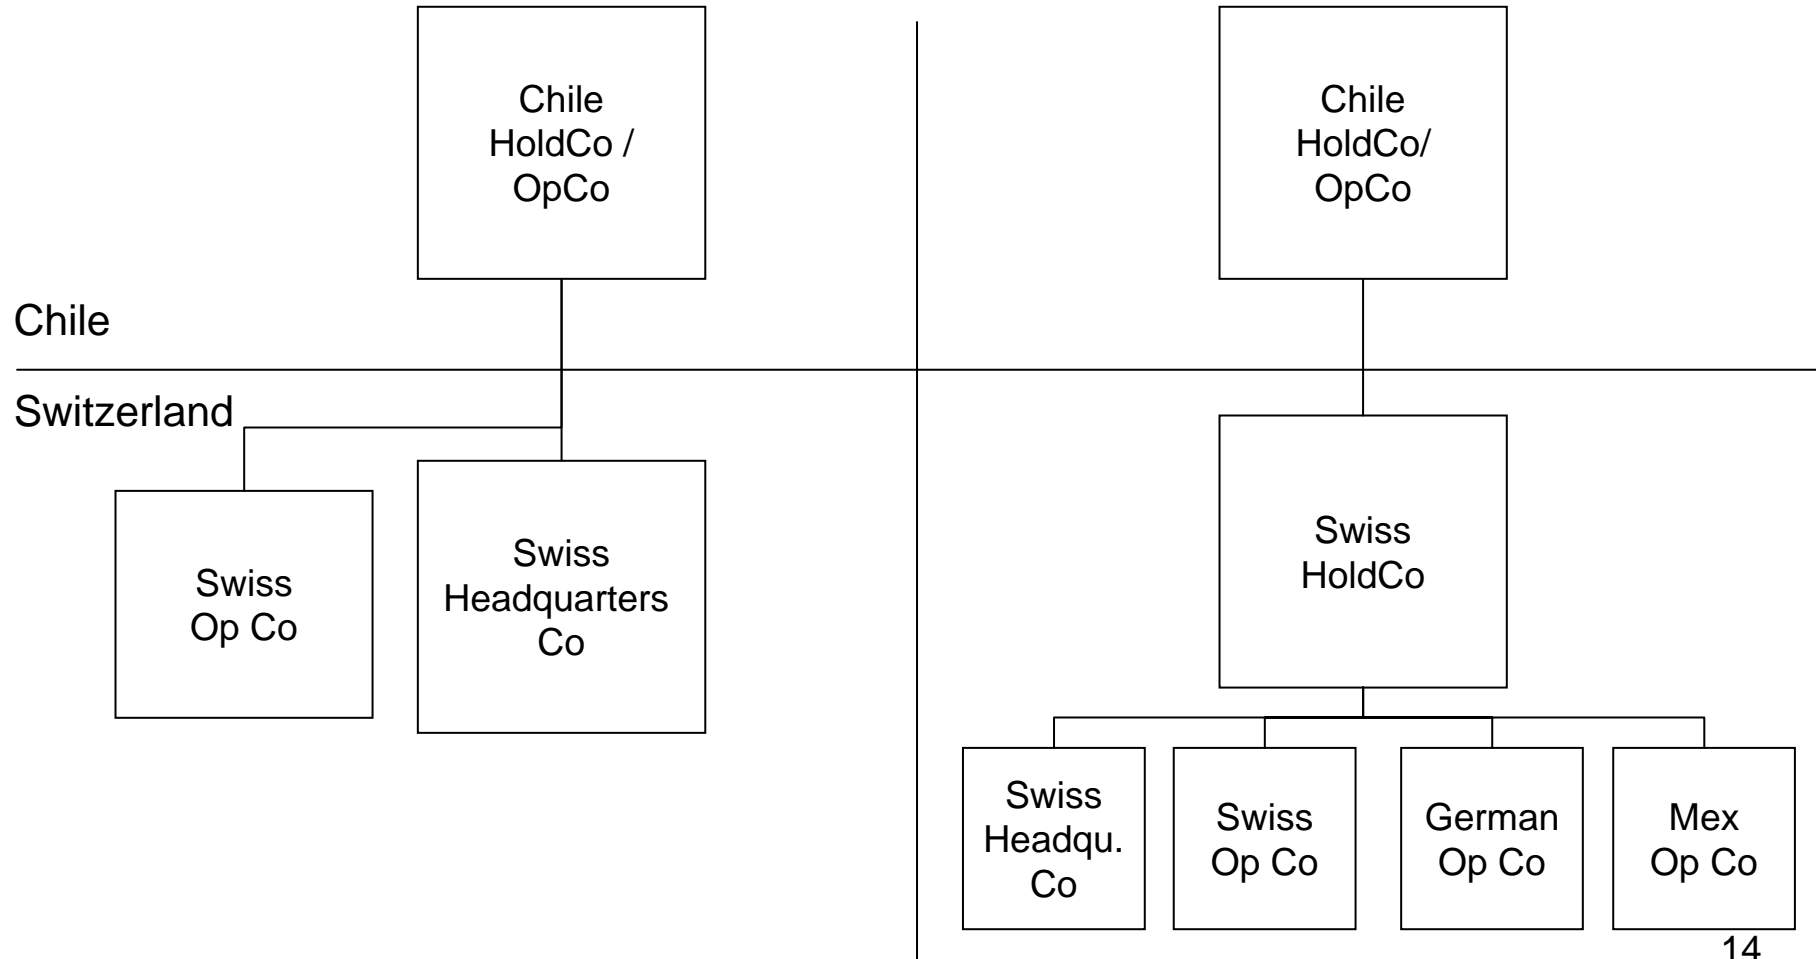 Chile
HoldCo /
OpCo
Chile
HoldCo/
OpCo
Chile
Switzerland
Swiss
Op Co
Swiss
Headquarters
Co
Swiss
HoldCo
Swiss
Headqu.
Co
Swiss
Op Co
German
Op Co
Mex
Op Co
14